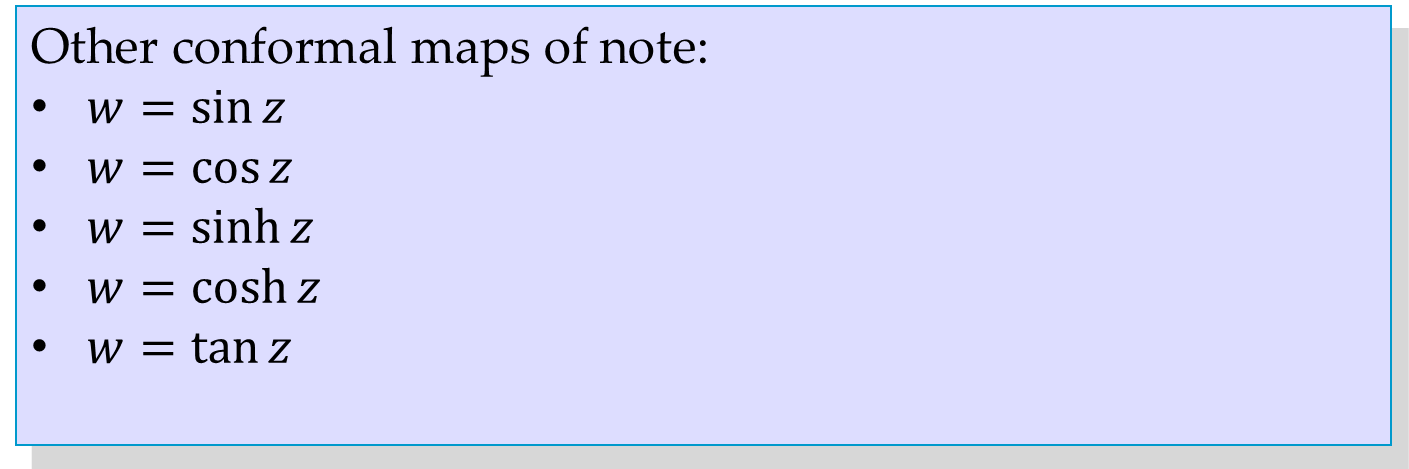 Other conformal maps of note:
• w = sin z
• w = cos z
• w = sinh z
• w = cosh z
• w = tan z